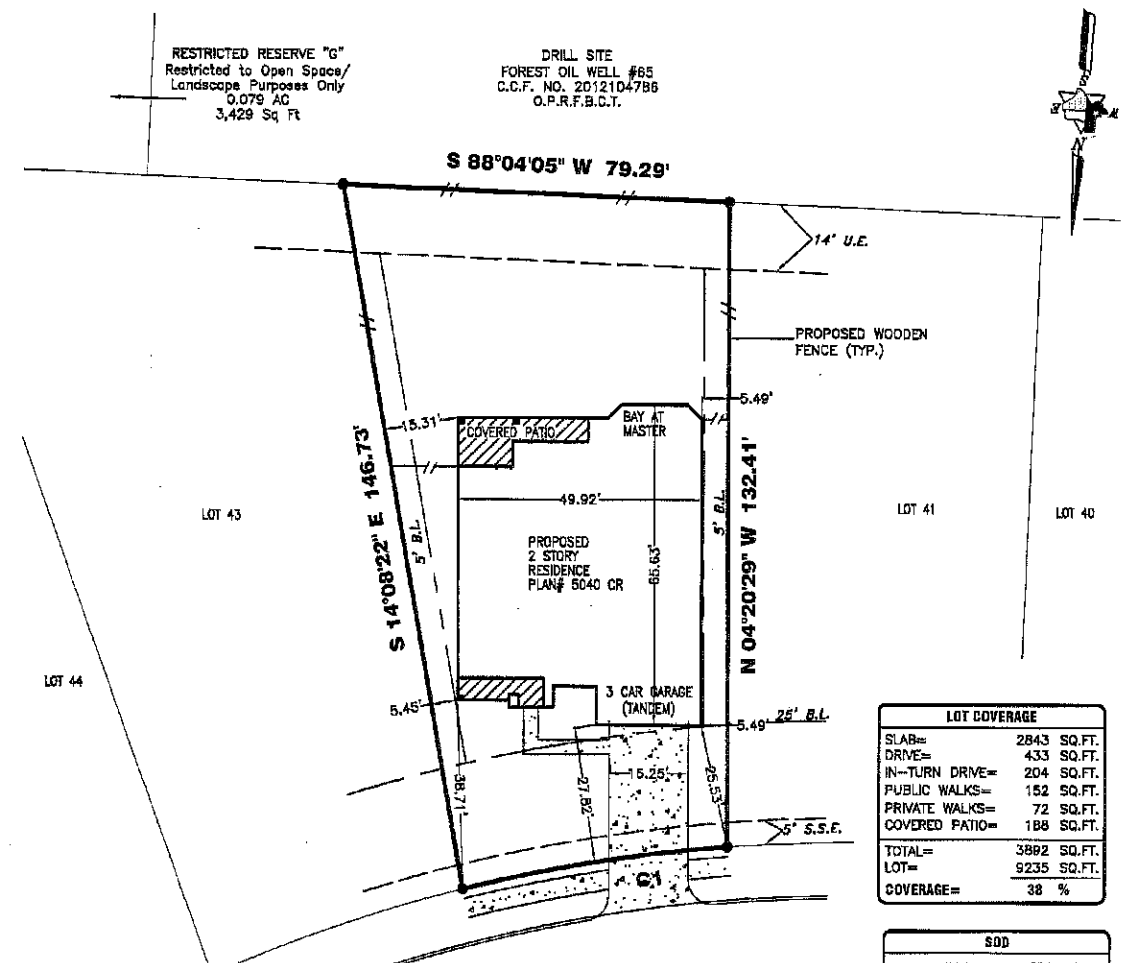 RESTRICTED RESERVE "G"
Restricted to Open Space/
Landscape Purposes Only
0.079 AC
3,429 Sq Ft
DRILL SITE
FOREST OIL WELL #65
C.C.F. NO. 2012104786
O.P.R.F.B.C.T.
S 88°04'05" W 79.29'
14' U.E.
PROPOSED WOODEN
FENCE (TYP.)
5.49'
15.31'
COVERED PATIO
BAY AT
MASTER
49.92'
65.63'
S 14°08'22" E 146.73'
5' B.L.
5' B.L.
N 04°20'29" W 132.41'
LOT 43
LOT 41
LOT 40
PROPOSED
2 STORY
RESIDENCE
PLAN# 5040 CR
LOT 44
3 CAR GARAGE
(TANDEM)
5.45'
5.49'
25' B.L.
38.71'
27.82'
15.25'
25.53'
5' S.S.E.
C1
LOT COVERAGE
SLAB= 2843 SQ.FT.
DRIVE= 433 SQ.FT.
IN-TURN DRIVE= 204 SQ.FT.
PUBLIC WALKS= 152 SQ.FT.
PRIVATE WALKS= 72 SQ.FT.
COVERED PATIO= 188 SQ.FT.
TOTAL= 3892 SQ.FT.
LOT= 9235 SQ.FT.
COVERAGE= 38 %
SOD